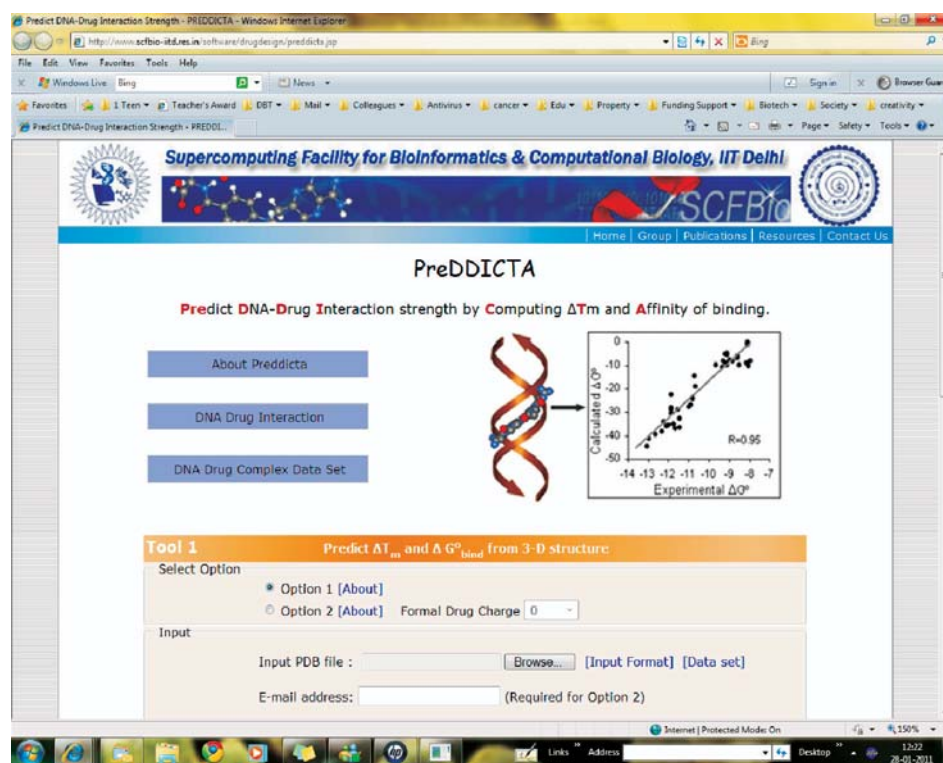 Predict DNA-Drug Interaction Strength - PREDDICTA - Windows Internet Explorer
http://www.scfbio-iitd.res.in/software/drugdesign/preddicta.jsp
Bing
File Edit View Favorites Tools Help
Windows Live Bing News Sign in Browser Guar
Favorites 1 Teen Teacher's Award DBT Mail Collesgues Antivirus cancer Edu Property Funding Support Biotech Society creativity
Predict DNA-Drug Interaction Strength - PREDDI... Page Safety Tools
Supercomputing Facility for Bioinformatics & Computational Biology, IIT Delhi
SCFBio
Home | Group | Publications | Resources | Contact Us
PreDDICTA
Predict DNA-Drug Interaction strength by Computing ΔTm and Affinity of binding.
About Preddicta
DNA Drug Interaction
DNA Drug Complex Data Set
0
-10
-20
-30
-40
-50
Calculated ΔG°
R=0.95
-14 -13 -12 -11 -10 -9 -8 -7
Experimental ΔG°
Tool 1 Predict ΔTm and Δ G°bind from 3-D structure
Select Option
Option 1 [About]
Option 2 [About] Formal Drug Charge 0
Input
Input PDB file : Browse... [Input Format] [Data set]
E-mail address: (Required for Option 2)
Internet | Protected Mode: On 150%
Links Address Desktop 12:22
28-01-2011